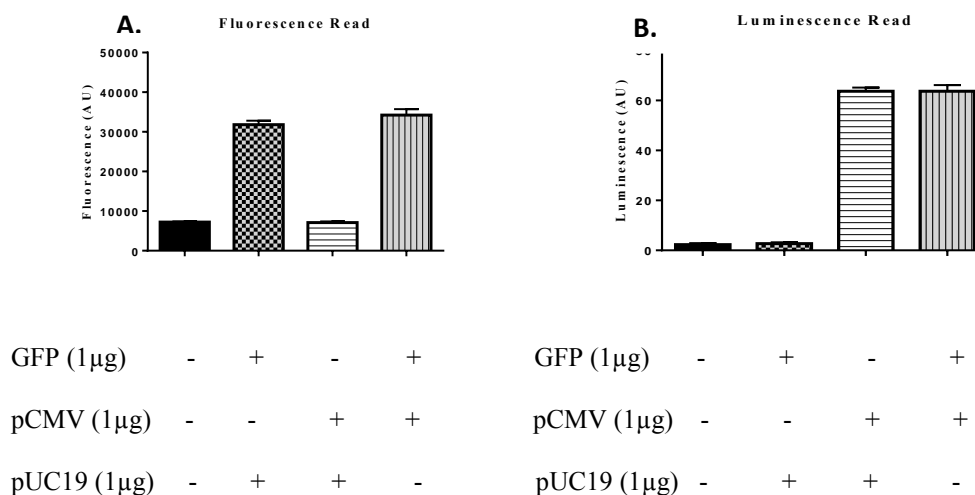 A.
Fluorescence Read
50000
40000
30000
20000
10000
0
Fluorescence (AU)
GFP (1µg) - + - +
pCMV (1µg) - - + +
pUC19 (1µg) - + + -
B.
Luminescence Read
60
40
20
0
Luminescence (AU)
GFP (1µg) - + - +
pCMV (1µg) - - + +
pUC19 (1µg) - + + -